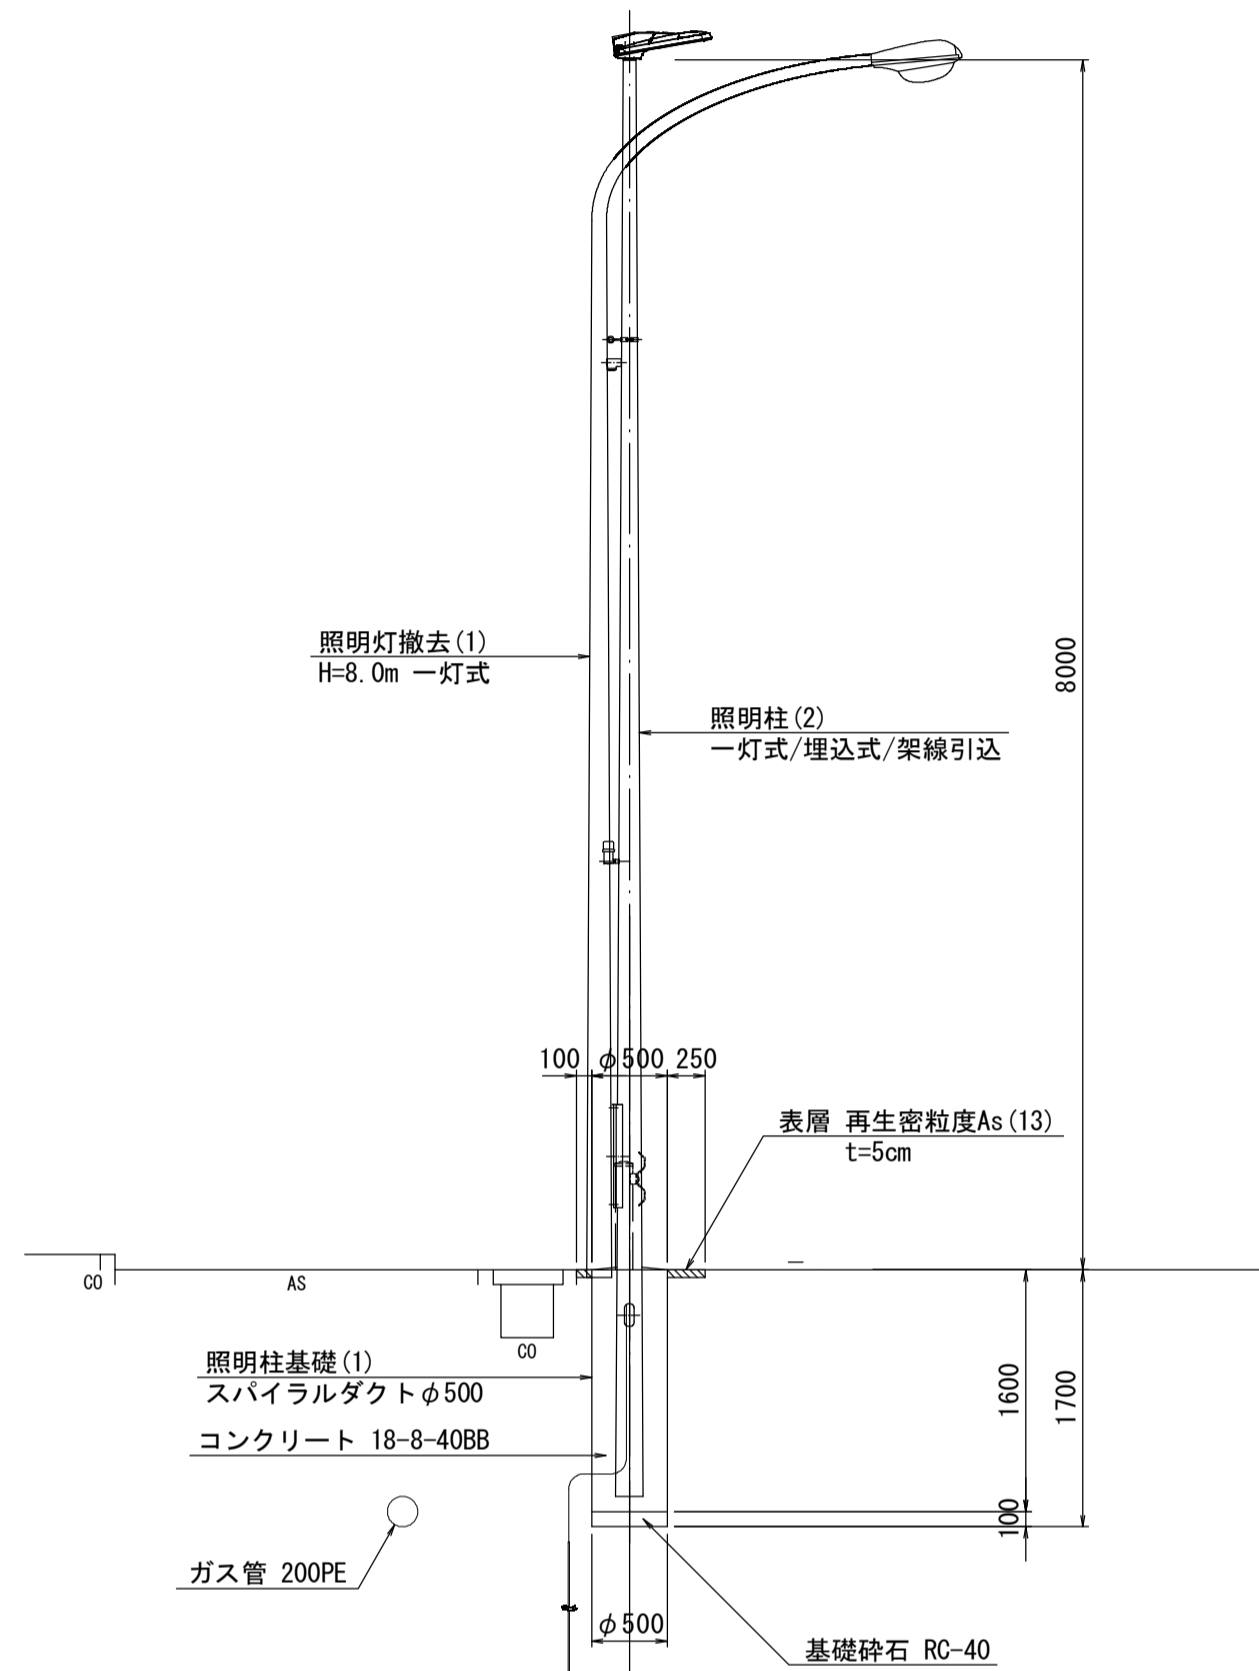 照明灯撤去(1)
H=8.0m 一灯式
8000
照明柱(2)
一灯式/埋込式/架線引込
100 φ500 250
表層 再生密粒度As(13)
t=5cm
CO
AS
CO
照明柱基礎(1)
スパイラルダクトφ500
コンクリート 18-8-40BB
1600
1700
100
ガス管 200PE
φ500
基礎砕石 RC-40